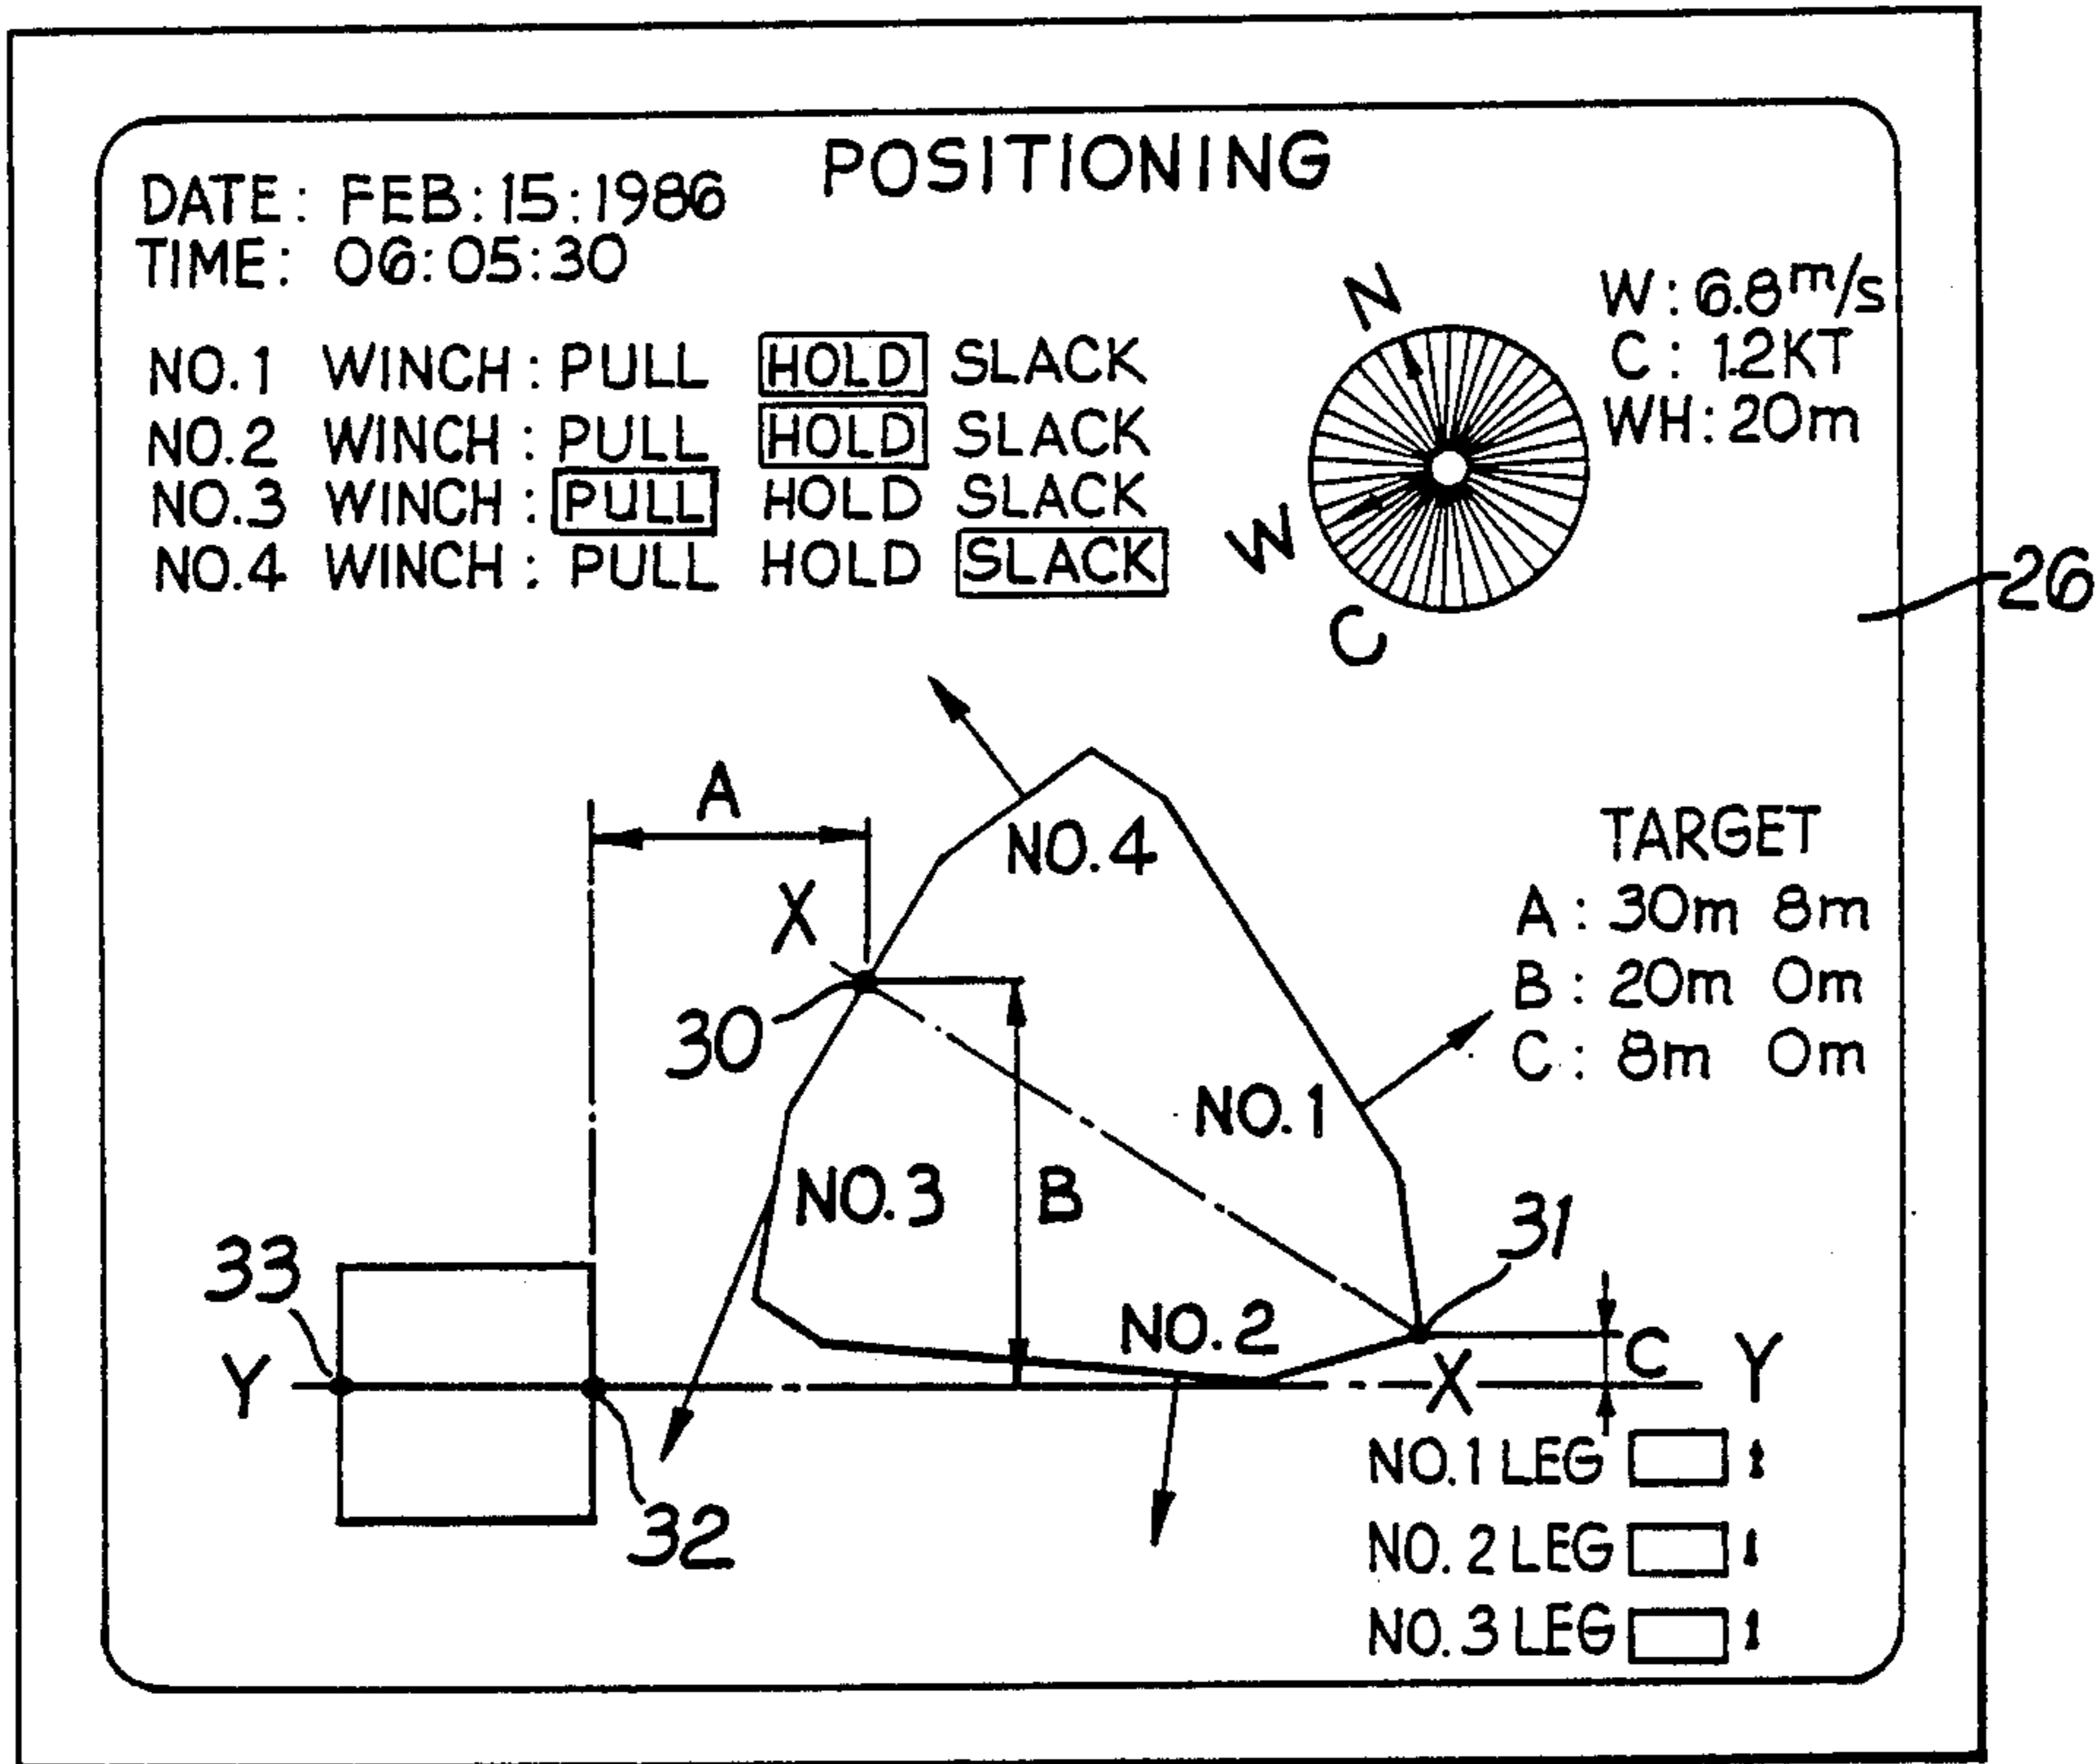 POSITIONING
DATE: FEB:15:1986
TIME: 06:05:30
NO.1 WINCH: PULL HOLD SLACK
NO.2 WINCH: PULL HOLD SLACK
NO.3 WINCH: PULL HOLD SLACK
NO.4 WINCH: PULL HOLD SLACK
N
W
C
W: 6.8m/s
C: 1.2KT
WH: 20m
26
A
X
NO.4
TARGET
A: 30m 8m
B: 20m 0m
C: 8m 0m
30
NO.1
NO.3
B
31
33
NO.2
C
Y
X
Y
32
NO.1 LEG
NO.2 LEG
NO.3 LEG